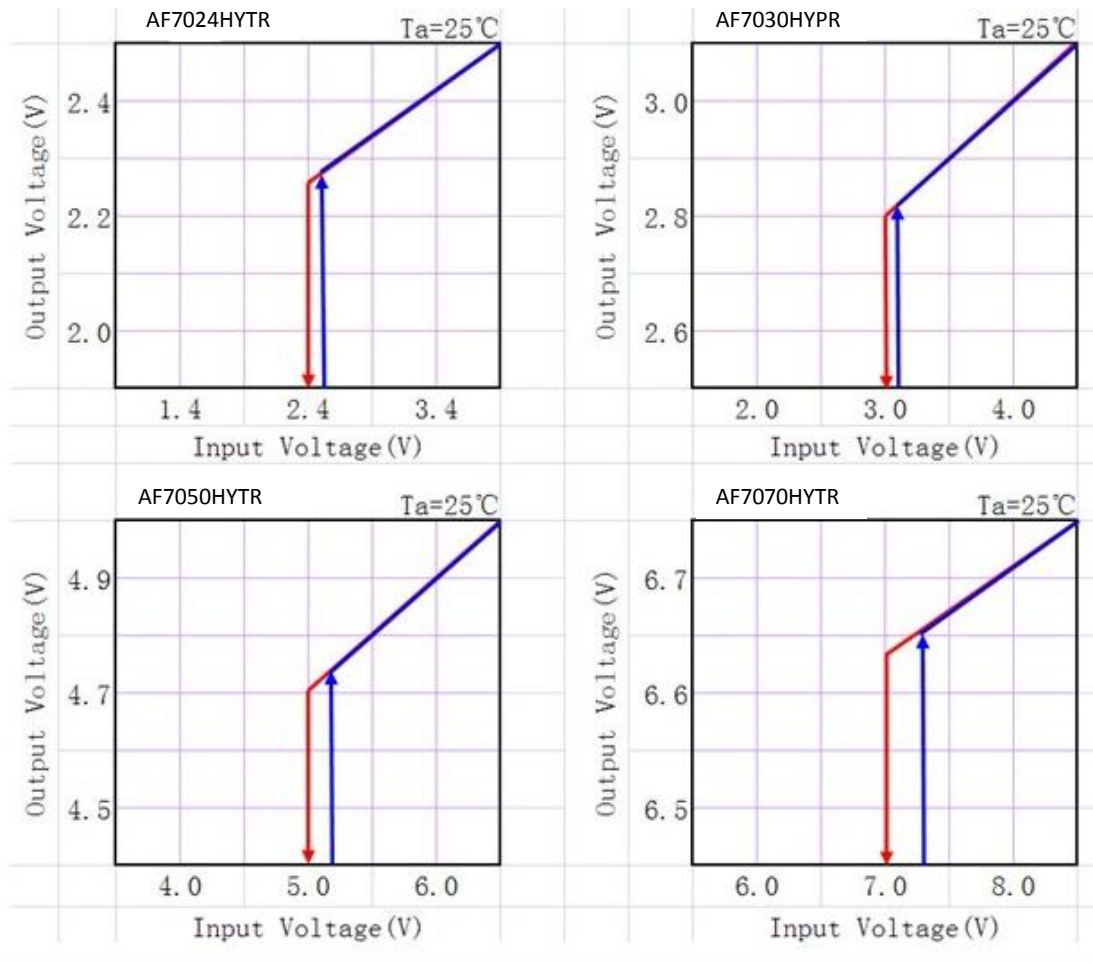 AF7024HYTR Ta=25℃
Output Voltage(V)
2.4
2.2
2.0
1.4 2.4 3.4
Input Voltage(V)
AF7030HYPR Ta=25℃
Output Voltage(V)
3.0
2.8
2.6
2.0 3.0 4.0
Input Voltage(V)
AF7050HYTR Ta=25℃
Output Voltage(V)
4.9
4.7
4.5
4.0 5.0 6.0
Input Voltage(V)
AF7070HYTR Ta=25℃
Output Voltage(V)
6.7
6.6
6.5
6.0 7.0 8.0
Input Voltage(V)